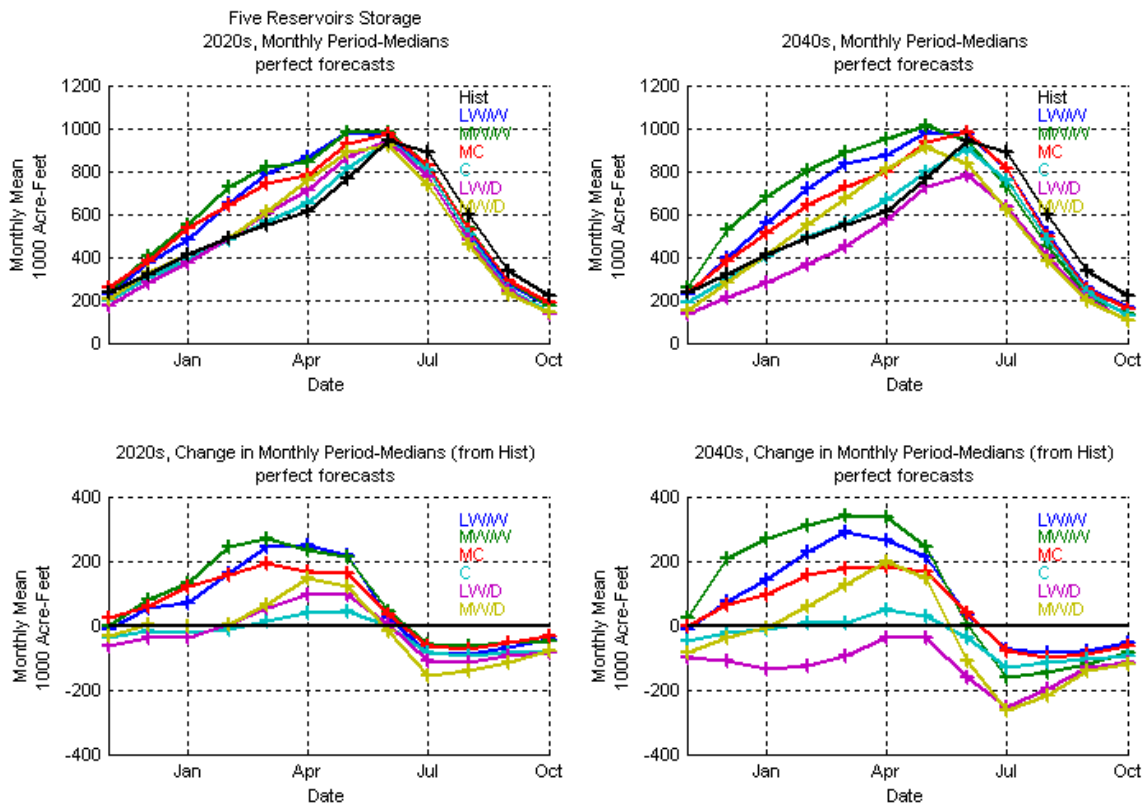 Five Reservoirs Storage
2020s, Monthly Period-Medians
perfect forecasts
1200
1000
800
600
400
200
0
Monthly Mean
1000 Acre-Feet
Hist
LW/W
MW/W
MC
C
LW/D
MW/D
Jan
Apr
Jul
Oct
Date
2040s, Monthly Period-Medians
perfect forecasts
1200
1000
800
600
400
200
0
Monthly Mean
1000 Acre-Feet
Hist
LW/W
MW/W
MC
C
LW/D
MW/D
Jan
Apr
Jul
Oct
Date
2020s, Change in Monthly Period-Medians (from Hist)
perfect forecasts
400
200
0
-200
-400
Monthly Mean
1000 Acre-Feet
LW/W
MW/W
MC
C
LW/D
MW/D
Jan
Apr
Jul
Oct
Date
2040s, Change in Monthly Period-Medians (from Hist)
perfect forecasts
400
200
0
-200
-400
Monthly Mean
1000 Acre-Feet
LW/W
MW/W
MC
C
LW/D
MW/D
Jan
Apr
Jul
Oct
Date